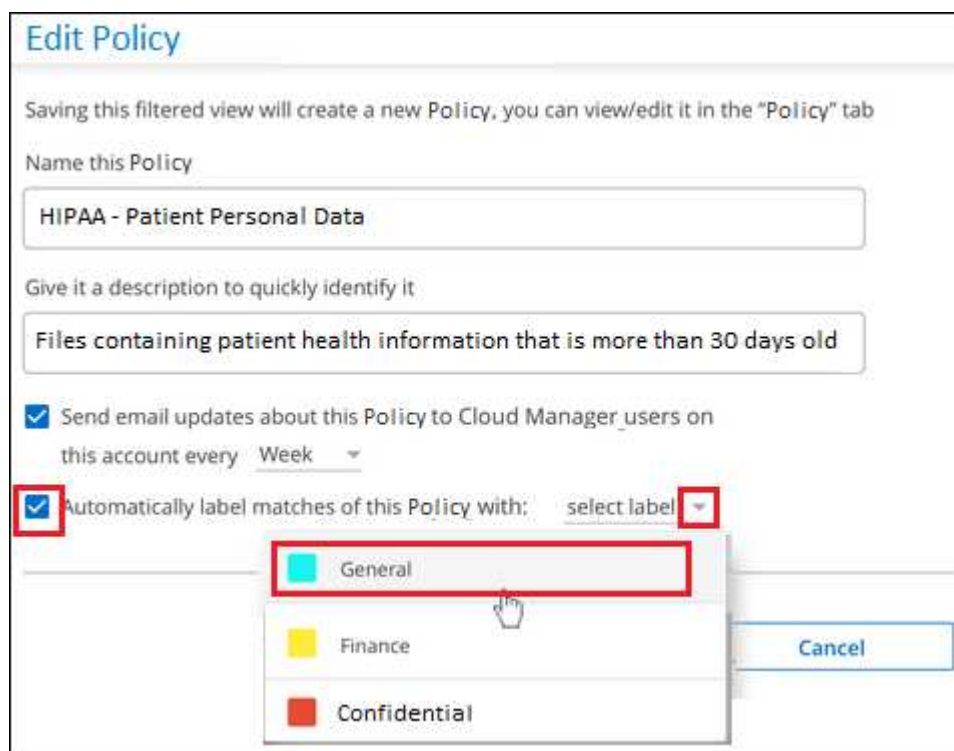 Edit Policy
Saving this filtered view will create a new Policy, you can view/edit it in the "Policy" tab
Name this Policy
HIPAA - Patient Personal Data
Give it a description to quickly identify it
Files containing patient health information that is more than 30 days old
Send email updates about this Policy to Cloud Manager users on
this account every Week
Automatically label matches of this Policy with: select label
General
Finance
Cancel
Confidential